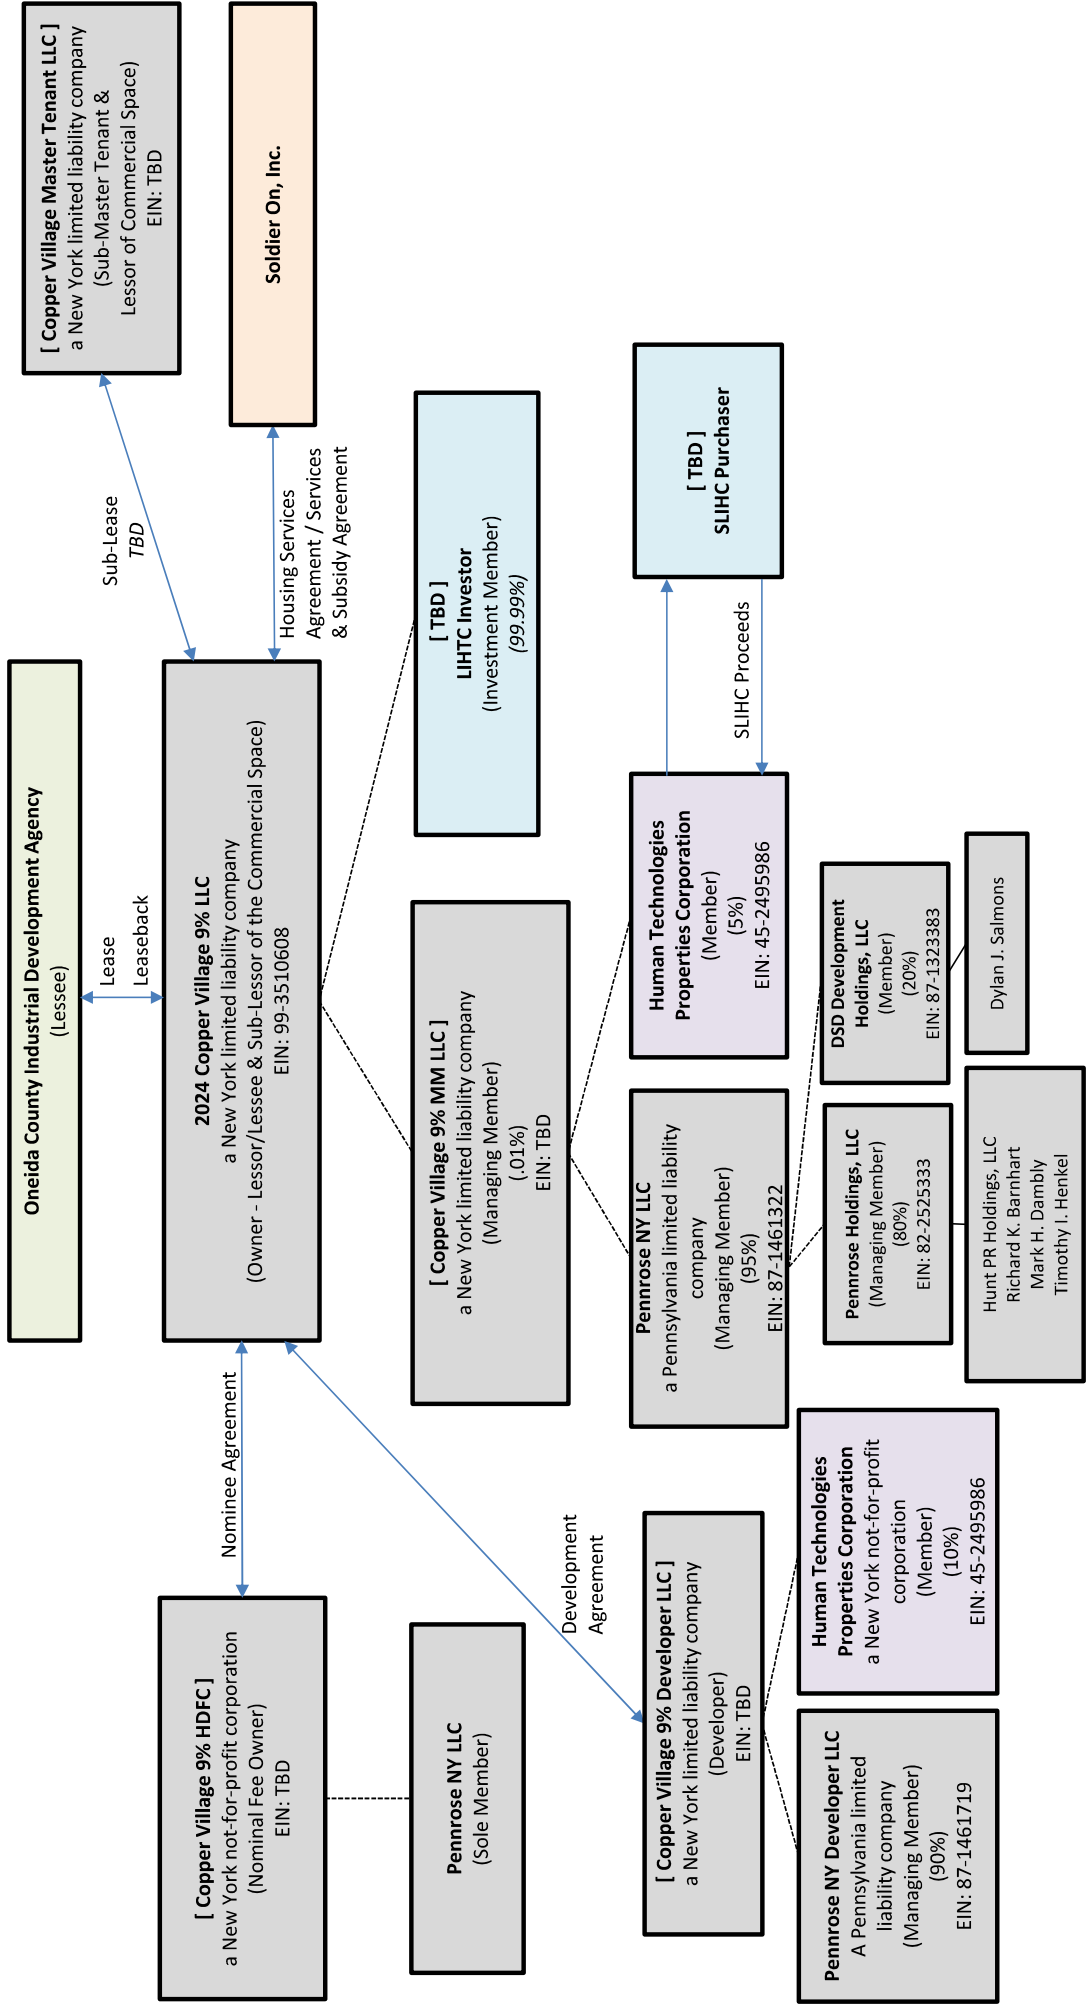 Oneida County Industrial Development Agency
(Lessee)
Lease
Leaseback
[ Copper Village 9% HDFC ]
a New York not-for-profit corporation
(Nominal Fee Owner)
EIN: TBD
Nominee Agreement
2024 Copper Village 9% LLC
a New York limited liability company
(Owner - Lessor/Lessee & Sub-Lessor of the Commercial Space)
EIN: 99-3510608
Sub-Lease
TBD
[ Copper Village Master Tenant LLC ]
a New York limited liability company
(Sub-Master Tenant &
Lessor of Commercial Space)
EIN: TBD
Housing Services
Agreement / Services
& Subsidy Agreement
Soldier On, Inc.
Pennrose NY LLC
(Sole Member)
[ Copper Village 9% MM LLC ]
a New York limited liability company
(Managing Member)
(.01%)
EIN: TBD
[ TBD ]
LIHTC Investor
(Investment Member)
(99.99%)
Development
Agreement
[ Copper Village 9% Developer LLC ]
a New York limited liability company
(Developer)
EIN: TBD
Pennrose NY LLC
a Pennsylvania limited liability
company
(Managing Member)
(95%)
EIN: 87-1461322
Human Technologies
Properties Corporation
(Member)
(5%)
EIN: 45-2495986
SLIHC Proceeds
[ TBD ]
SLIHC Purchaser
Pennrose NY Developer LLC
A Pennsylvania limited
liability company
(Managing Member)
(90%)
EIN: 87-1461719
Human Technologies
Properties Corporation
a New York not-for-profit
corporation
(Member)
(10%)
EIN: 45-2495986
Pennrose Holdings, LLC
(Managing Member)
(80%)
EIN: 82-2525333
DSD Development
Holdings, LLC
(Member)
(20%)
EIN: 87-1323383
Hunt PR Holdings, LLC
Richard K. Barnhart
Mark H. Dambly
Timothy I. Henkel
Dylan J. Salmons